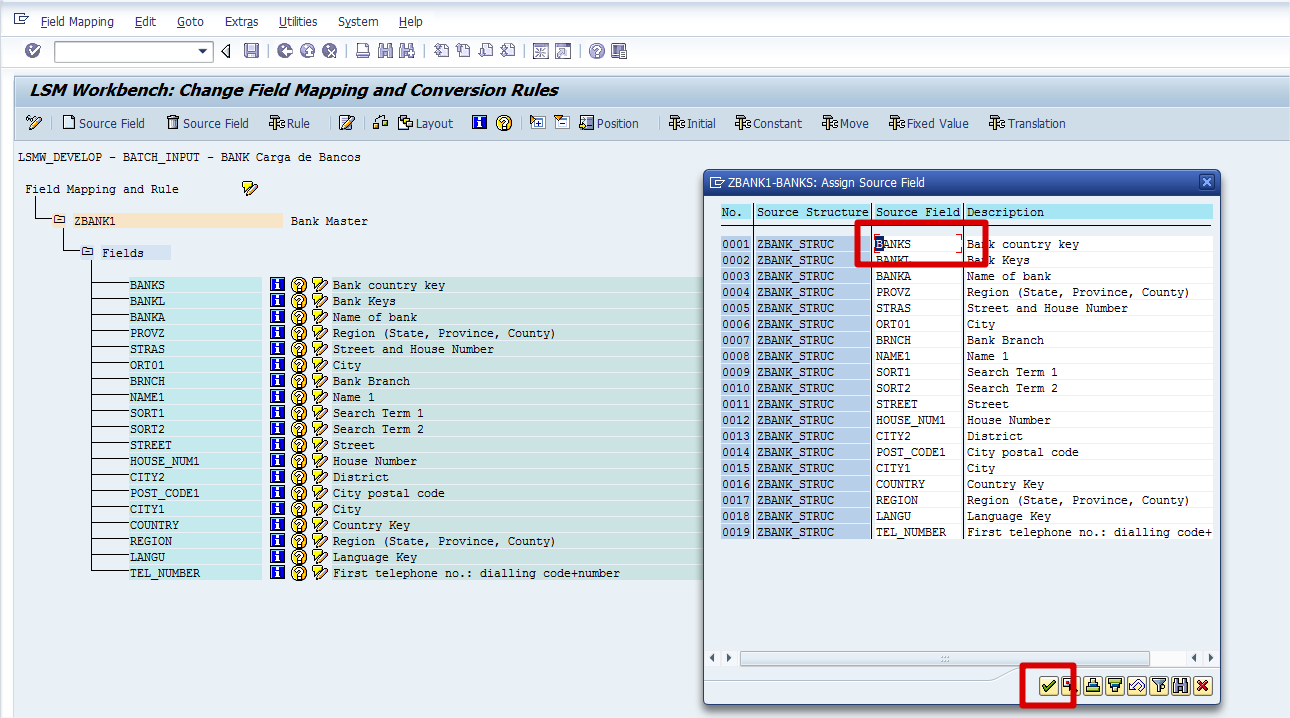 Field Mapping Edit Goto Extras Utilities System Help
LSM Workbench: Change Field Mapping and Conversion Rules
Source Field Source Field Rule Layout Position Initial Constant Move Fixed Value Translation
LSMW_DEVELOP - BATCH_INPUT - BANK Carga de Bancos
Field Mapping and Rule
ZBANK1 Bank Master
Fields
BANKS Bank country key
BANKL Bank Keys
BANKA Name of bank
PROVZ Region (State, Province, County)
STRAS Street and House Number
ORT01 City
BRNCH Bank Branch
NAME1 Name 1
SORT1 Search Term 1
SORT2 Search Term 2
STREET Street
HOUSE_NUM1 House Number
CITY2 District
POST_CODE1 City postal code
CITY1 City
COUNTRY Country Key
REGION Region (State, Province, County)
LANGU Language Key
TEL_NUMBER First telephone no.: dialling code+number
ZBANK1-BANKS: Assign Source Field
No. Source Structure Source Field Description
0001 ZBANK_STRUC BANKS Bank country key
0002 ZBANK_STRUC BANKL Bank Keys
0003 ZBANK_STRUC BANKA Name of bank
0004 ZBANK_STRUC PROVZ Region (State, Province, County)
0005 ZBANK_STRUC STRAS Street and House Number
0006 ZBANK_STRUC ORT01 City
0007 ZBANK_STRUC BRNCH Bank Branch
0008 ZBANK_STRUC NAME1 Name 1
0009 ZBANK_STRUC SORT1 Search Term 1
0010 ZBANK_STRUC SORT2 Search Term 2
0011 ZBANK_STRUC STREET Street
0012 ZBANK_STRUC HOUSE_NUM1 House Number
0013 ZBANK_STRUC CITY2 District
0014 ZBANK_STRUC POST_CODE1 City postal code
0015 ZBANK_STRUC CITY1 City
0016 ZBANK_STRUC COUNTRY Country Key
0017 ZBANK_STRUC REGION Region (State, Province, County)
0018 ZBANK_STRUC LANGU Language Key
0019 ZBANK_STRUC TEL_NUMBER First telephone no.: dialling code+